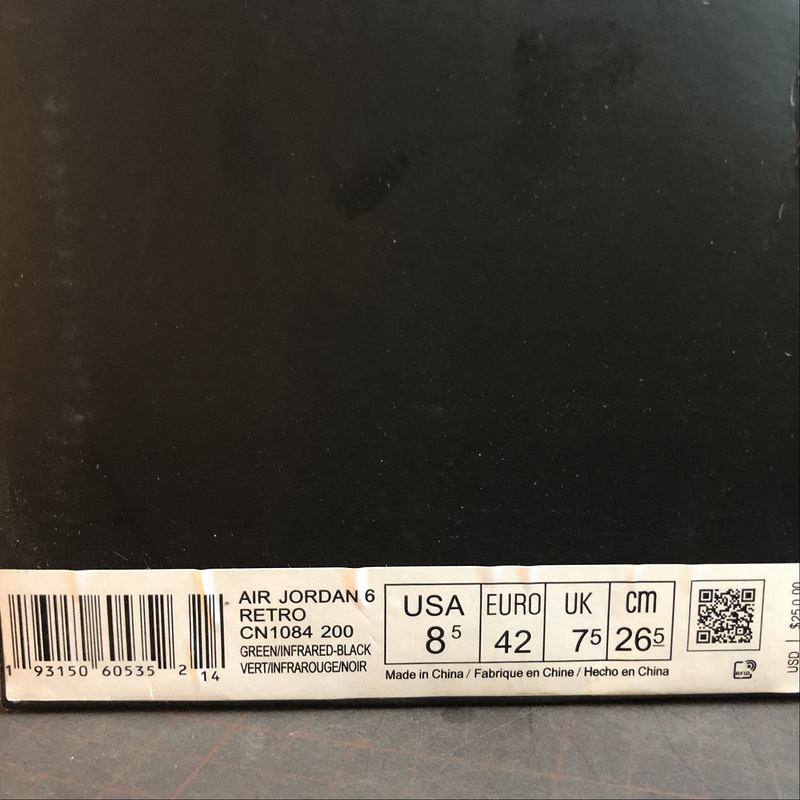 1 93150 60535 2
14
AIR JORDAN 6
RETRO
CN1084 200
GREEN/INFRARED-BLACK
VERT/INFRAROUGE/NOIR
USA EURO UK cm
8 5 42 7 5 26 5
Made in China / Fabrique en Chine / Hecho en China
RFID
USD